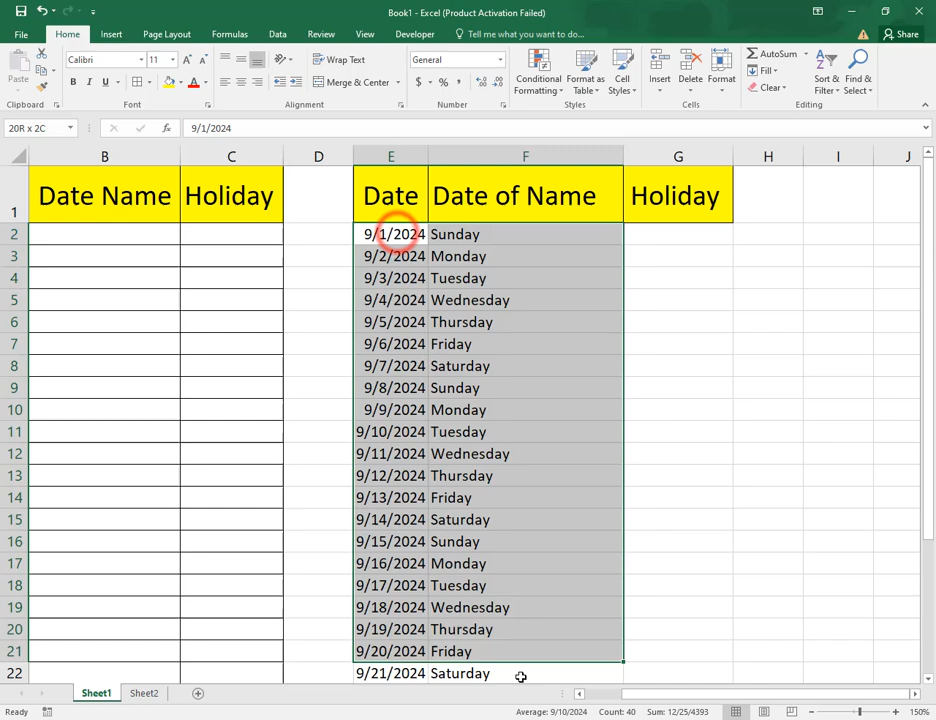 Book1 - Excel (Product Activation Failed)
File Home Insert Page Layout Formulas Data Review View Developer Tell me what you want to do... Share
Paste
Calibri 11
B I U
A A
Wrap Text
Merge & Center
General
$ % ,
Conditional Formatting
Format as Table
Cell Styles
Insert Delete Format
AutoSum
Fill
Clear
Sort & Filter
Find & Select
Clipboard Font Alignment Number Styles Cells Editing
20R x 2C fx 9/1/2024
B C D E F G H I J
1 Date Name Holiday Date Date of Name Holiday
2 9/1/2024 Sunday
3 9/2/2024 Monday
4 9/3/2024 Tuesday
5 9/4/2024 Wednesday
6 9/5/2024 Thursday
7 9/6/2024 Friday
8 9/7/2024 Saturday
9 9/8/2024 Sunday
10 9/9/2024 Monday
11 9/10/2024 Tuesday
12 9/11/2024 Wednesday
13 9/12/2024 Thursday
14 9/13/2024 Friday
15 9/14/2024 Saturday
16 9/15/2024 Sunday
17 9/16/2024 Monday
18 9/17/2024 Tuesday
19 9/18/2024 Wednesday
20 9/19/2024 Thursday
21 9/20/2024 Friday
22 9/21/2024 Saturday
Sheet1 Sheet2
Ready Average: 9/10/2024 Count: 40 Sum: 12/25/4393 150%